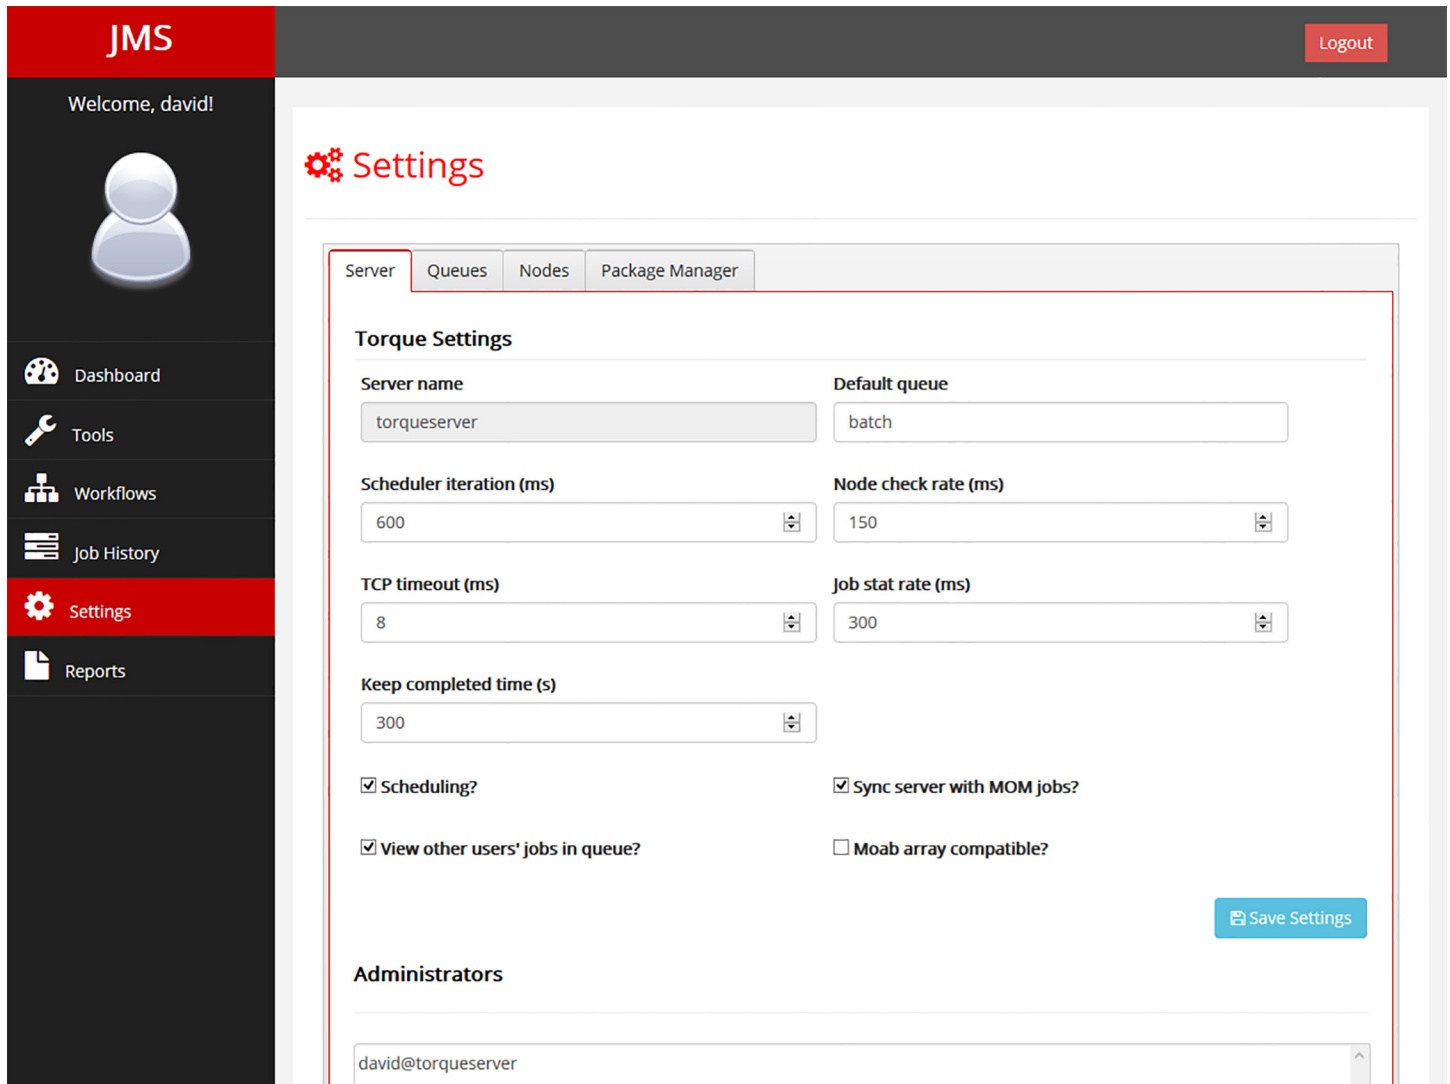 JMS
Logout
Welcome, david!
Settings
Server
Queues
Nodes
Package Manager
Torque Settings
Server name
Default queue
torqueserver
batch
Scheduler iteration (ms)
Node check rate (ms)
600
150
TCP timeout (ms)
Job stat rate (ms)
8
300
Keep completed time (s)
300
Scheduling?
Sync server with MOM jobs?
View other users' jobs in queue?
Moab array compatible?
Save Settings
Administrators
david@torqueserver
Dashboard
Tools
Workflows
Job History
Settings
Reports